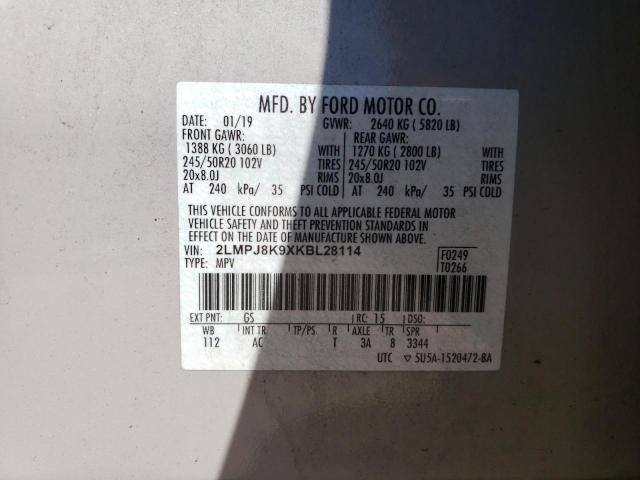 MFD. BY FORD MOTOR CO.
DATE: 01/19 GVWR: 2640 KG ( 5820 LB)
FRONT GAWR: REAR GAWR:
1388 KG ( 3060 LB) WITH 1270 KG ( 2800 LB) WITH
245/50R20 102V TIRES 245/50R20 102V TIRES
20x8.0J RIMS 20x8.0J RIMS
AT 240 kPa/ 35 PSI COLD AT 240 kPa/ 35 PSI COLD
THIS VEHICLE CONFORMS TO ALL APPLICABLE FEDERAL MOTOR
VEHICLE SAFETY AND THEFT PREVENTION STANDARDS IN
EFFECT ON THE DATE OF MANUFACTURE SHOWN ABOVE.
VIN: 2LMPJ8K9XKBL28114 F0249
TYPE: MPV T0266
EXT PNT: GS RC: 15 DSO:
WB INT TR TP/PS R AXLE TR SPR
112 AC T 3A 8 3344
UTC ▽ 5U5A-1520472-BA